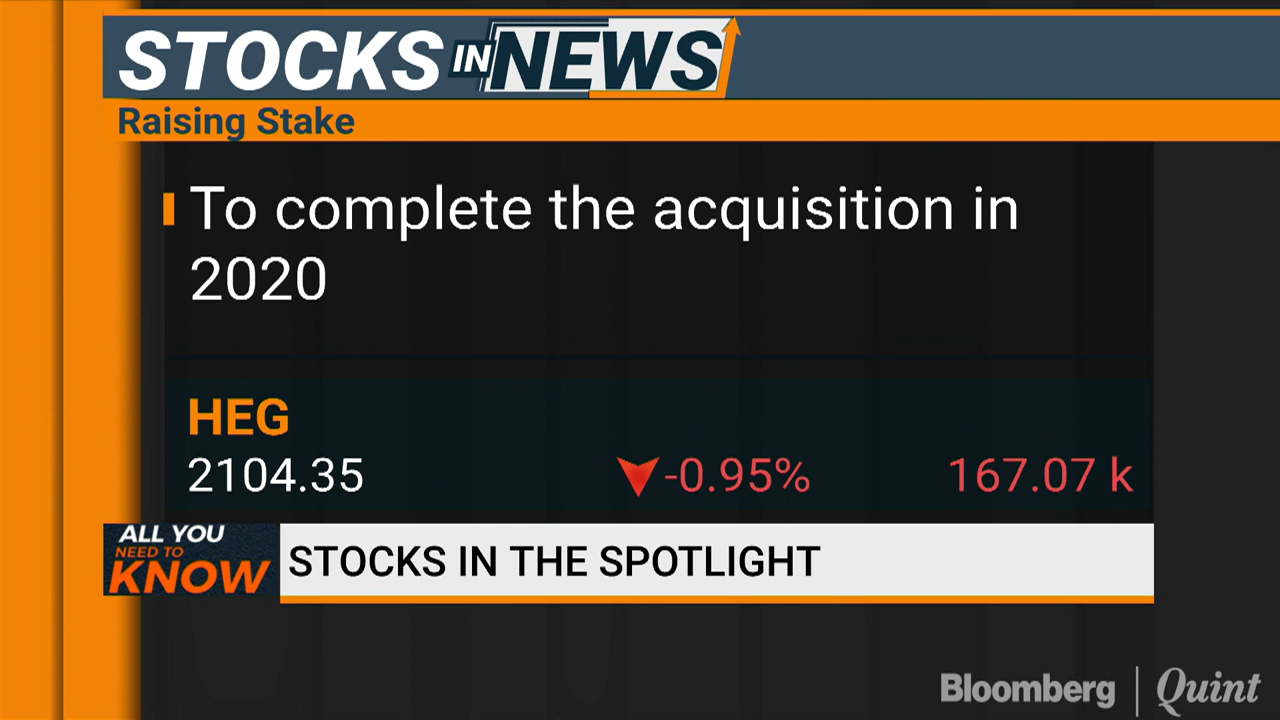 STOCKS IN NEWS
Raising Stake
To complete the acquisition in
2020
HEG
2104.35 -0.95% 167.07 k
ALL YOU
NEED TO
KNOW
STOCKS IN THE SPOTLIGHT
Bloomberg | Quint